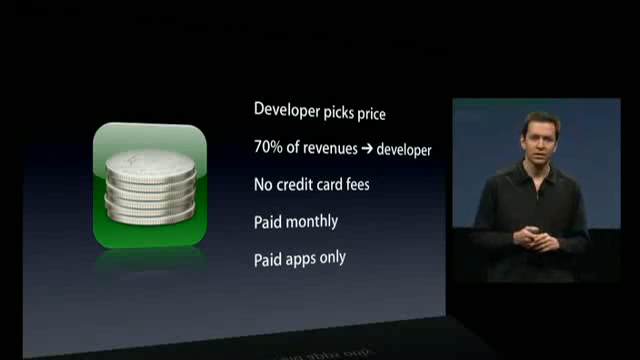 Developer picks price
70% of revenues → developer
No credit card fees
Paid monthly
Paid apps only